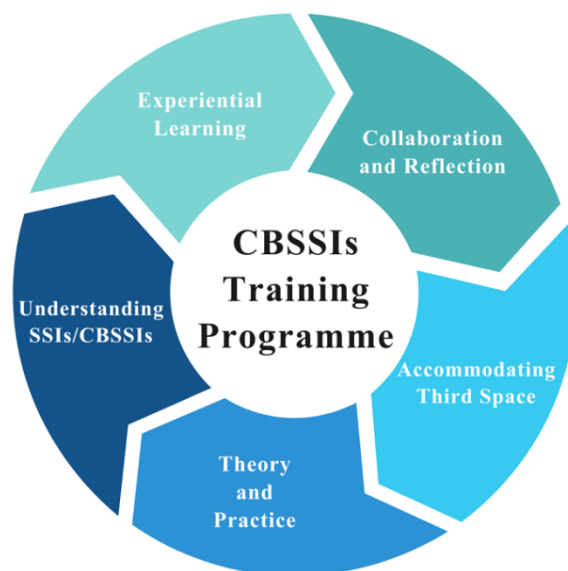 Experiential
Learning
Collaboration
and Reflection
CBSSIs
Training
Programme
Understanding
SSIs/CBSSIs
Accommodating
Third Space
Theory
and
Practice